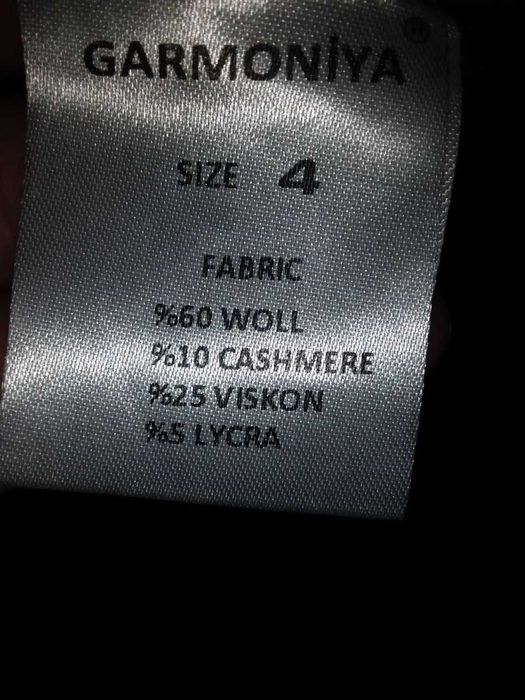 GARMONİYA ®
SIZE 4
FABRIC
%60 WOLL
%10 CASHMERE
%25 VISKON
%5 LYCRA